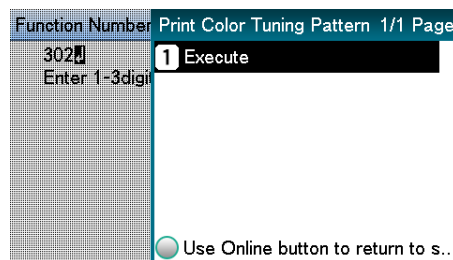 Function Number
Print Color Tuning Pattern 1/1 Page
302
1 Execute
Enter 1-3digi
Use Online button to return to s..